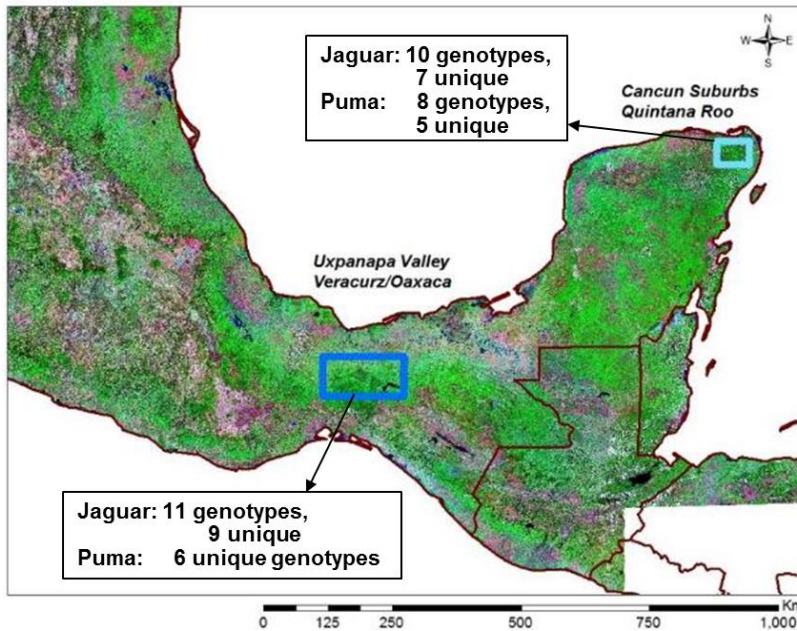 N
W E
S
Jaguar: 10 genotypes,
7 unique
Puma: 8 genotypes,
5 unique
Cancun Suburbs
Quintana Roo
Uxpanapa Valley
Veracurz/Oaxaca
Jaguar: 11 genotypes,
9 unique
Puma: 6 unique genotypes
Km
0 125 250 500 750 1,000